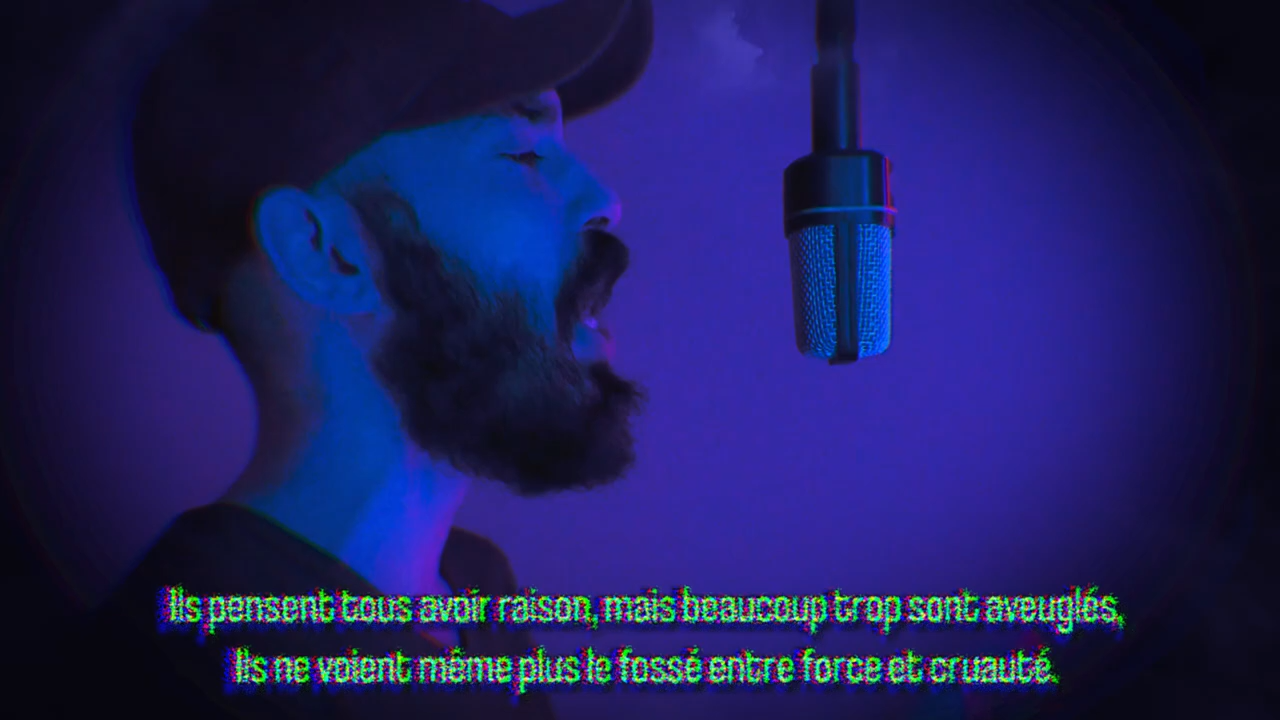 Ils pensent tous avoir raison, mais beaucoup trop sont aveuglés,
Ils ne voient même plus le fossé entre force et cruauté.